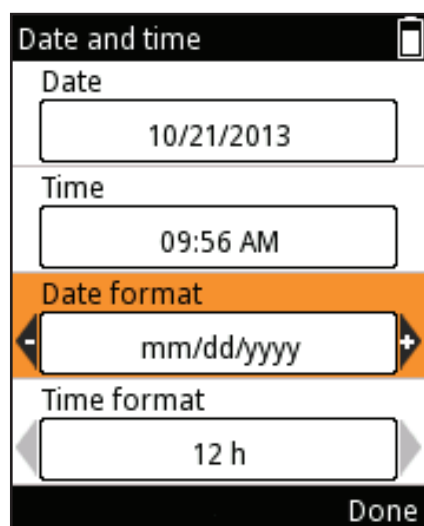 Date and time
Date
10/21/2013
Time
09:56 AM
Date format
- mm/dd/yyyy +
Time format
12 h
Done